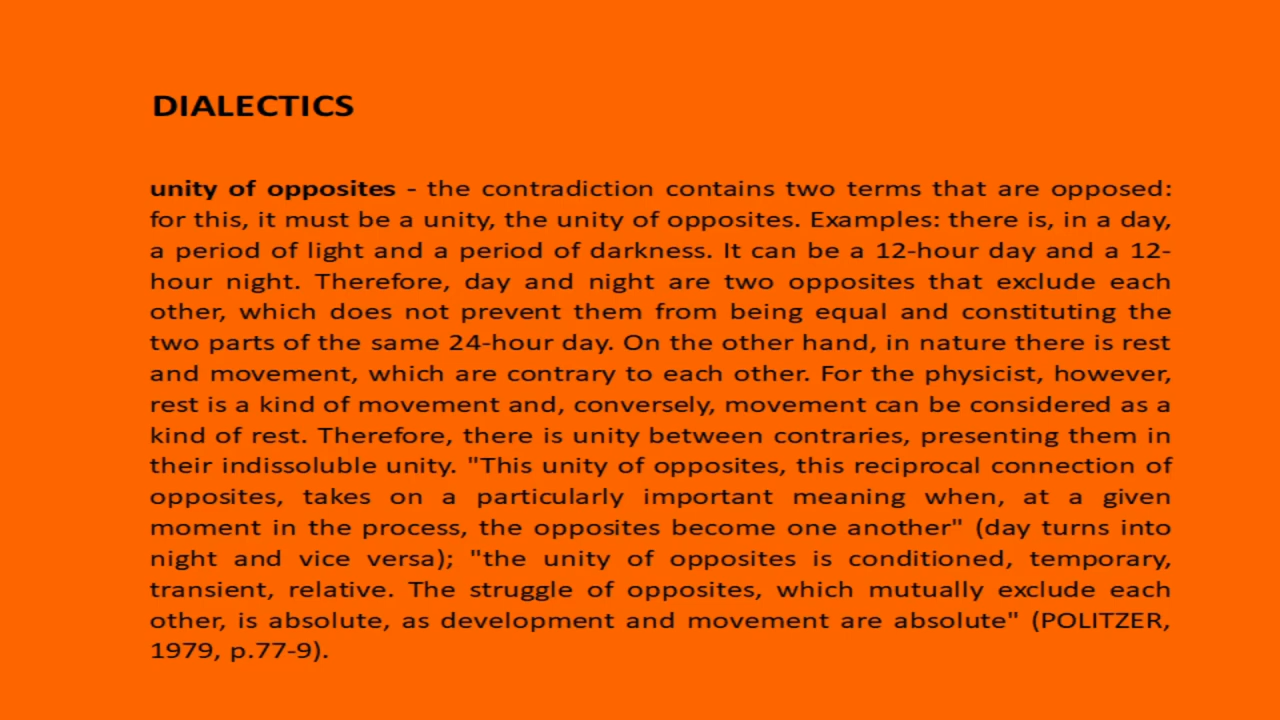 DIALECTICS
unity of opposites - the contradiction contains two terms that are opposed:
for this, it must be a unity, the unity of opposites. Examples: there is, in a day,
a period of light and a period of darkness. It can be a 12-hour day and a 12-
hour night. Therefore, day and night are two opposites that exclude each
other, which does not prevent them from being equal and constituting the
two parts of the same 24-hour day. On the other hand, in nature there is rest
and movement, which are contrary to each other. For the physicist, however,
rest is a kind of movement and, conversely, movement can be considered as a
kind of rest. Therefore, there is unity between contraries, presenting them in
their indissoluble unity. "This unity of opposites, this reciprocal connection of
opposites, takes on a particularly important meaning when, at a given
moment in the process, the opposites become one another" (day turns into
night and vice versa); "the unity of opposites is conditioned, temporary,
transient, relative. The struggle of opposites, which mutually exclude each
other, is absolute, as development and movement are absolute" (POLITZER,
1979, p.77-9).